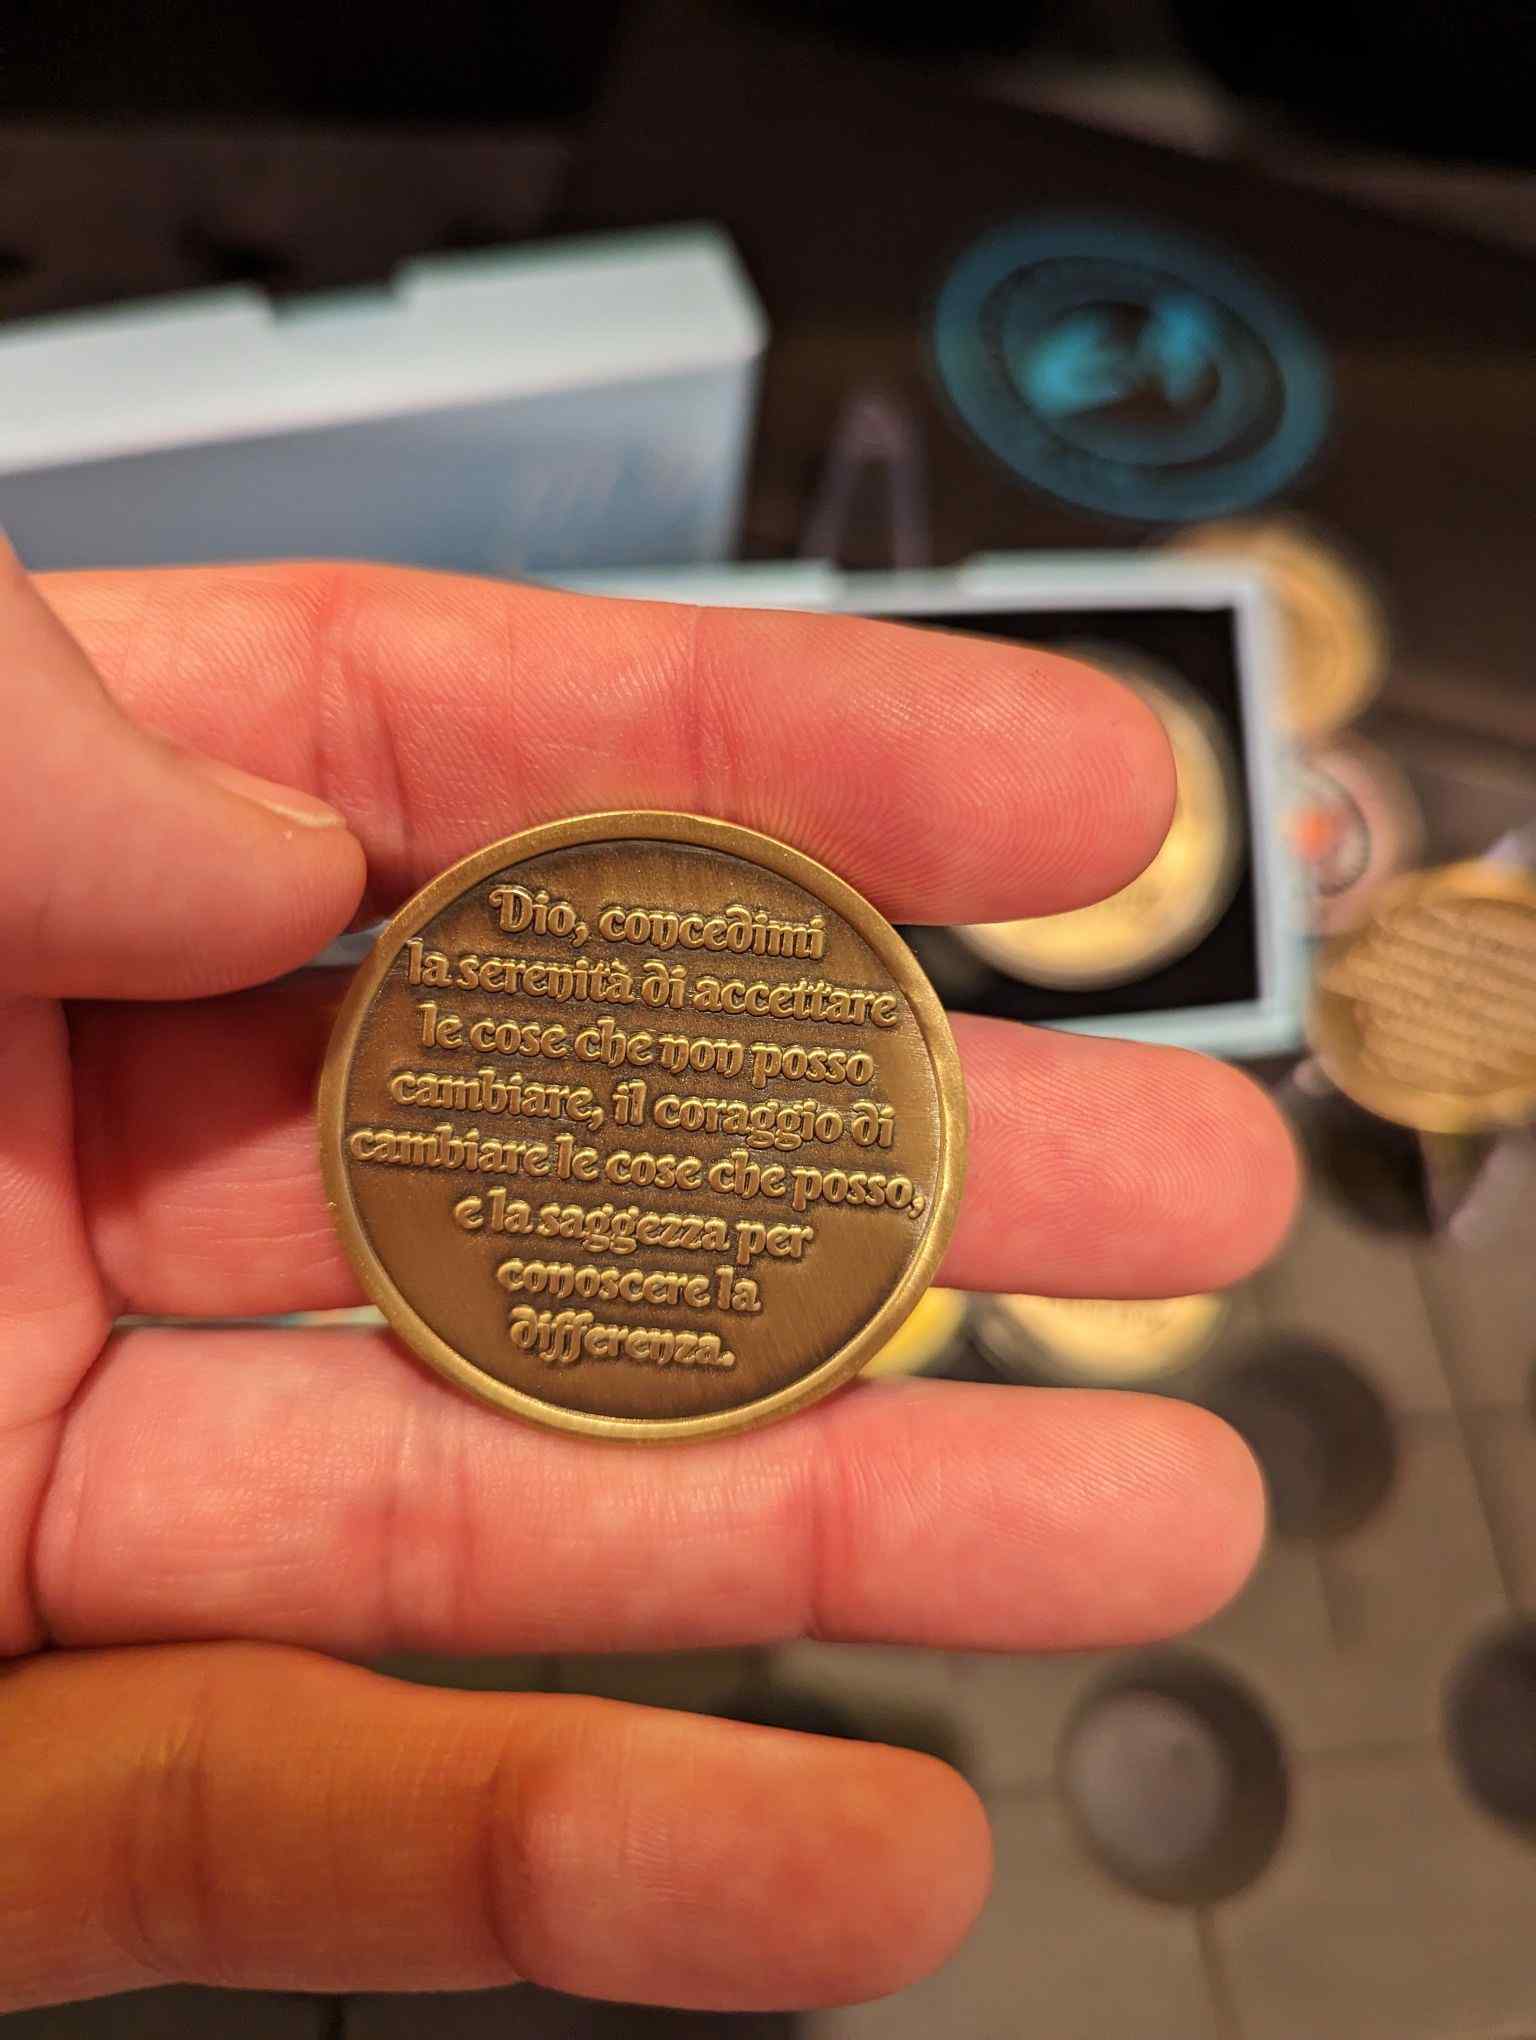 Dio, concedimi
la serenità di accettare
le cose che non posso
cambiare, il coraggio di
cambiare le cose che posso,
e la saggezza per
conoscere la
differenza.